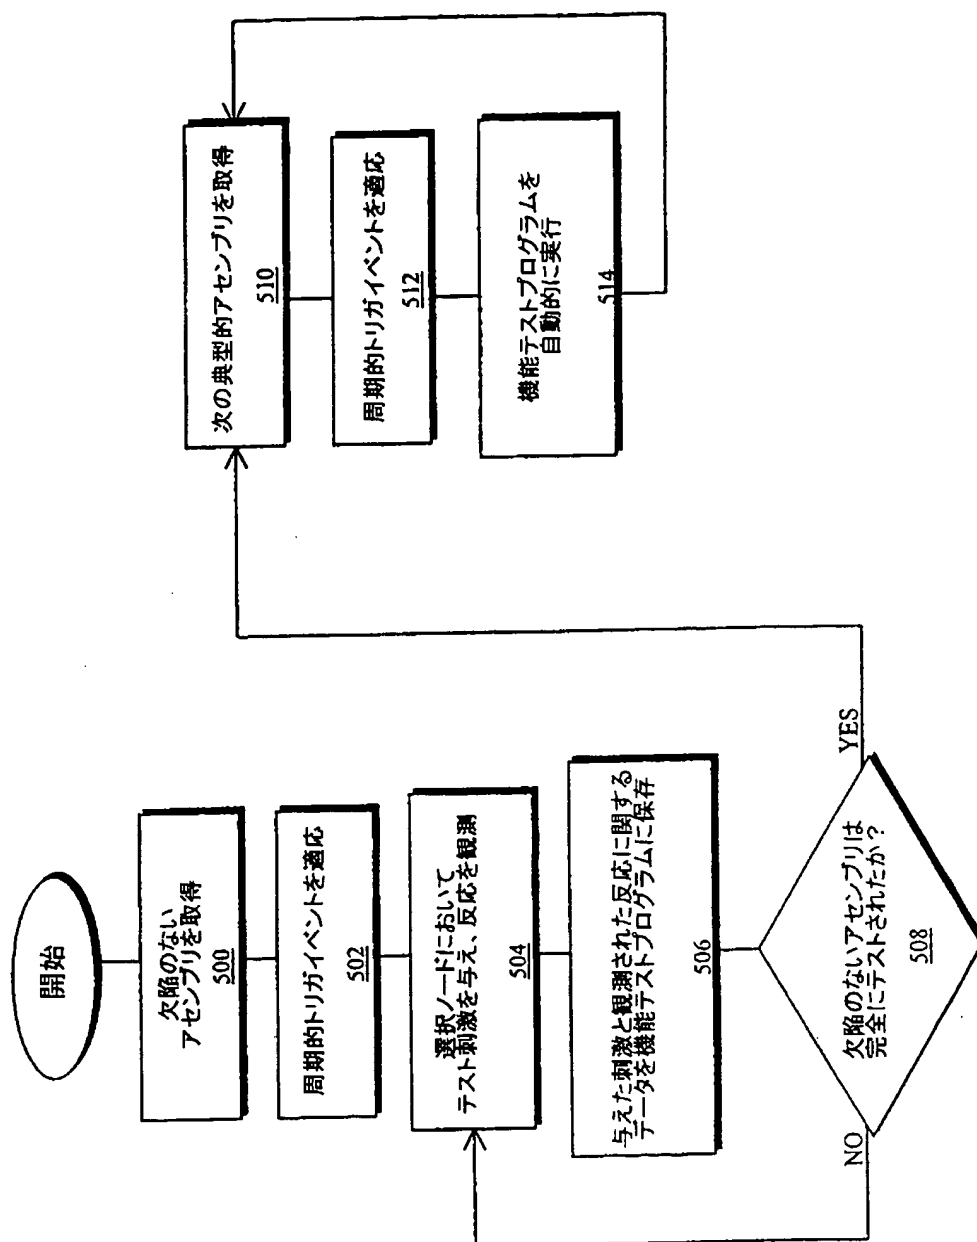 開始
欠陥のない
アセンブリを取得
500
周期的トリガイベントを適応
502
選択ノードにおいて
テスト刺激を与え、反応を観測
504
与えた刺激と観測された反応に関する
データを機能テストプログラムに保存
506
欠陥のないアセンブリは
完全にテストされたか?
508
NO
YES
次の典型的アセンブリを取得
510
周期的トリガイベントを適応
512
機能テストプログラムを
自動的に実行
514